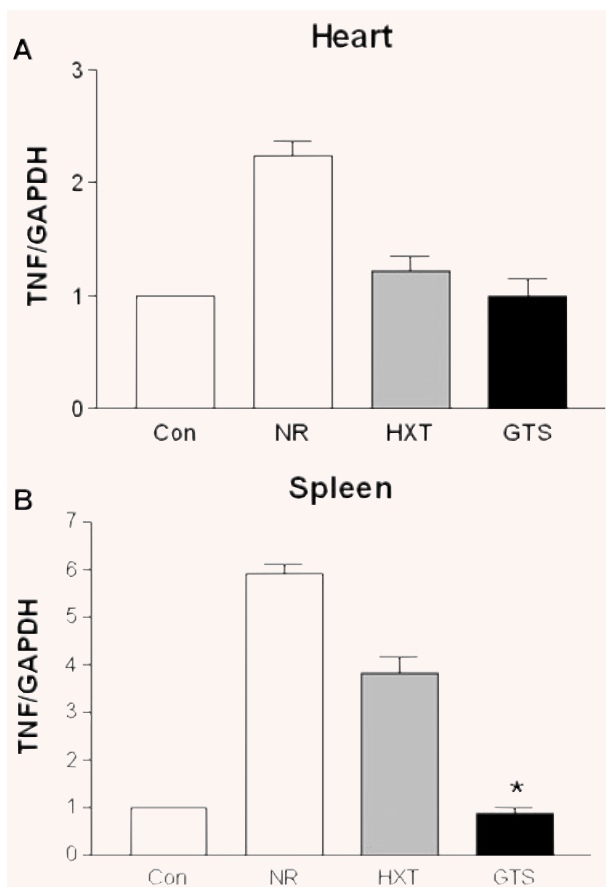 A
Heart
TNF/GAPDH
3
2
1
0
Con NR HXT GTS
B
Spleen
TNF/GAPDH
7
6
5
4
3
2
1
0
*
Con NR HXT GTS